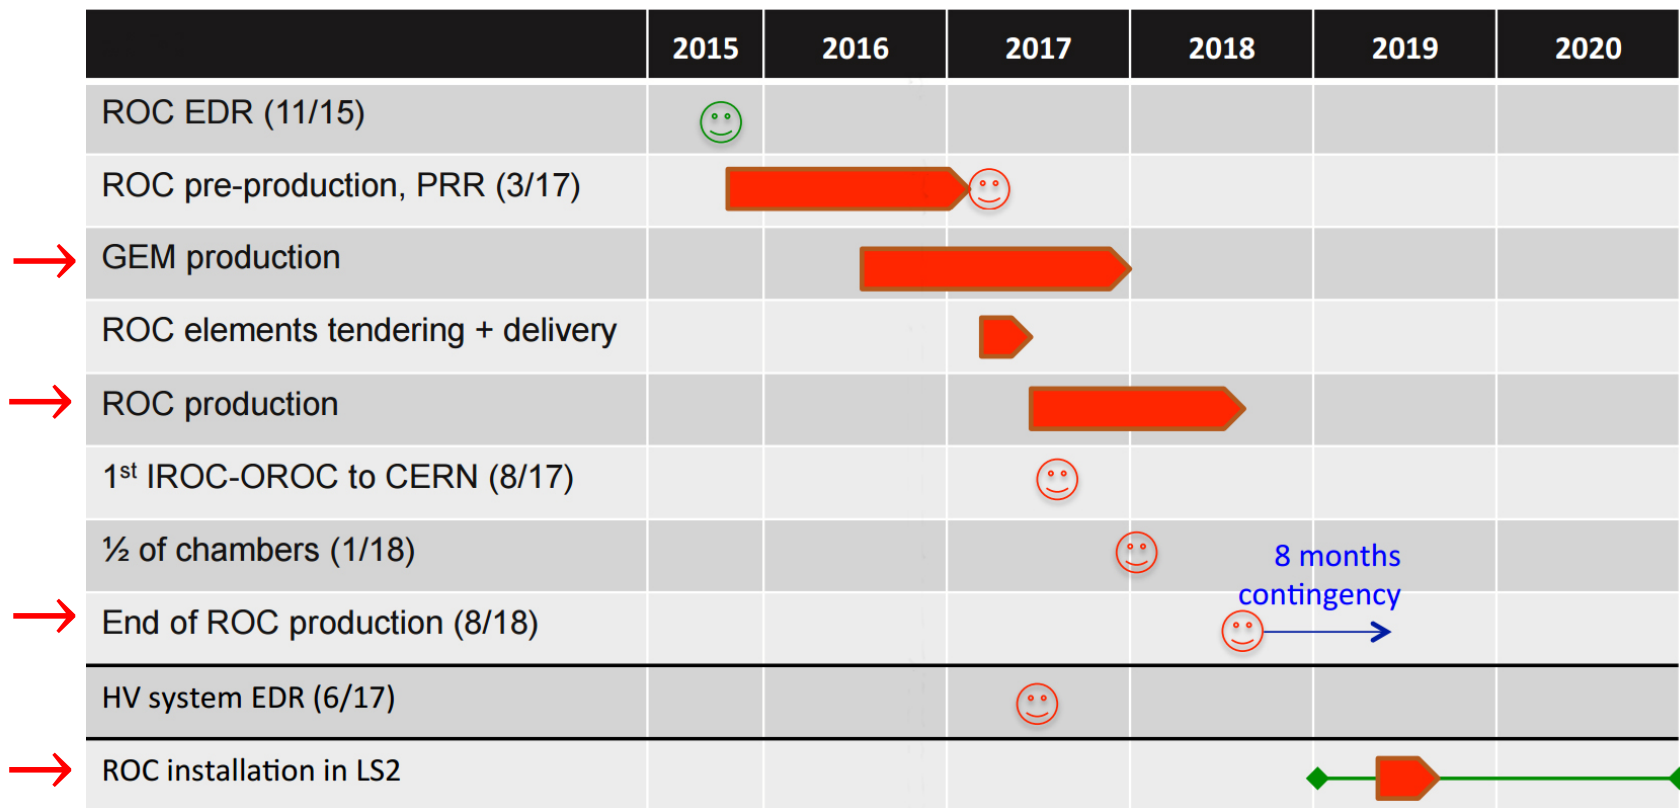 2015 2016 2017 2018 2019 2020
ROC EDR (11/15)
ROC pre-production, PRR (3/17)
GEM production
ROC elements tendering + delivery
ROC production
1st IROC-OROC to CERN (8/17)
½ of chambers (1/18)
8 months
contingency
End of ROC production (8/18)
HV system EDR (6/17)
ROC installation in LS2